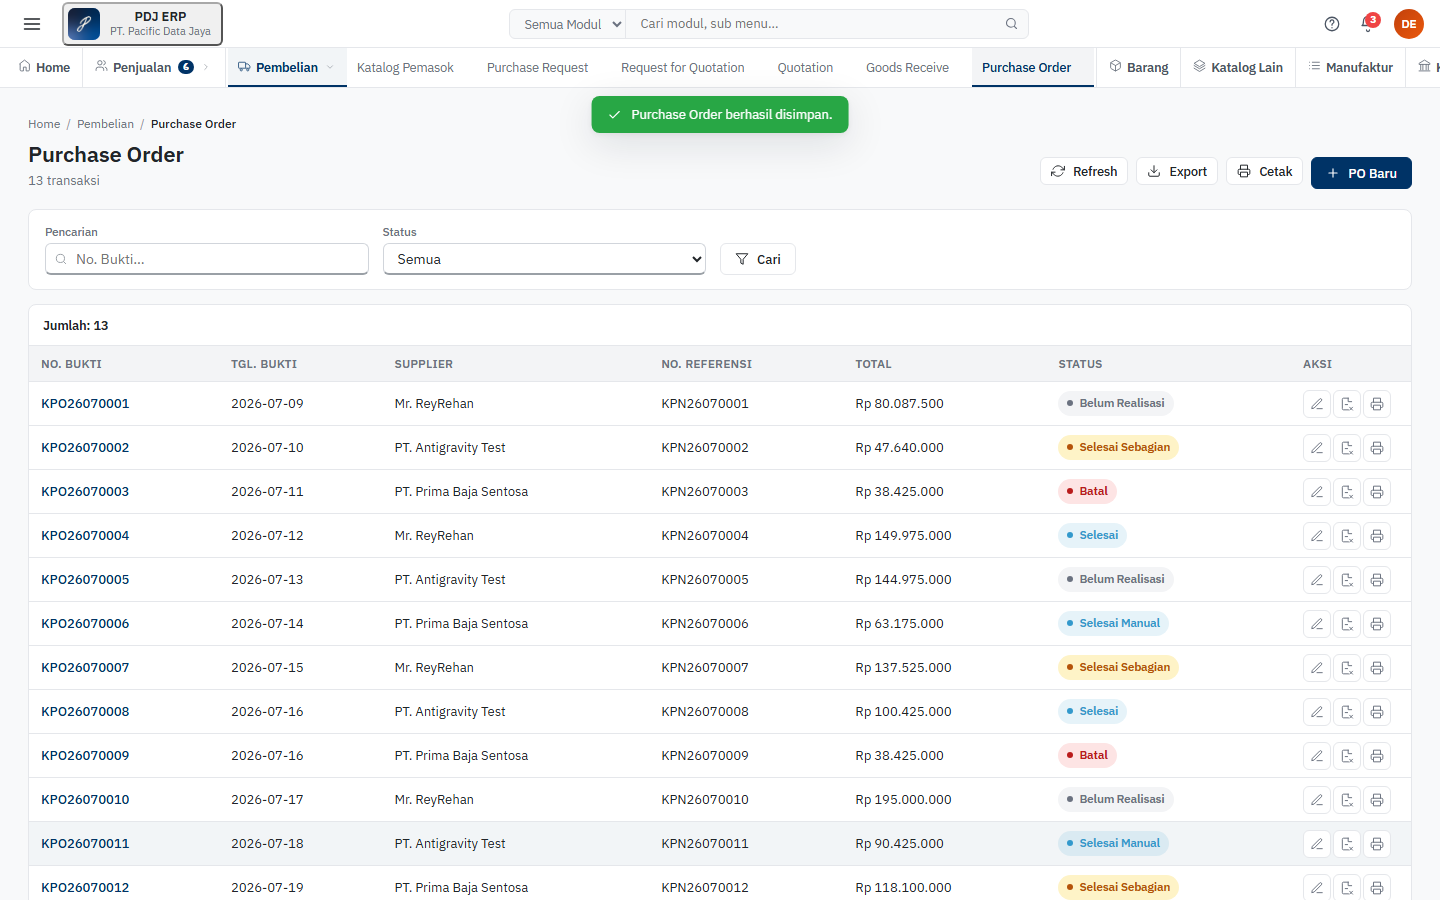 PDJ ERP
PT. Pacific Data Jaya
Semua Modul
Cari modul, sub menu...
3
DE
Home
Penjualan 6
Pembelian
Katalog Pemasok
Purchase Request
Request for Quotation
Quotation
Goods Receive
Purchase Order
Barang
Katalog Lain
Manufaktur
Purchase Order berhasil disimpan.
Home / Pembelian / Purchase Order
Purchase Order
13 transaksi
Refresh
Export
Cetak
PO Baru
Pencarian
No. Bukti...
Status
Semua
Cari
Jumlah: 13
NO. BUKTI TGL. BUKTI SUPPLIER NO. REFERENSI TOTAL STATUS AKSI
KPO26070001 2026-07-09 Mr. ReyRehan KPN26070001 Rp 80.087.500 Belum Realisasi
KPO26070002 2026-07-10 PT. Antigravity Test KPN26070002 Rp 47.640.000 Selesai Sebagian
KPO26070003 2026-07-11 PT. Prima Baja Sentosa KPN26070003 Rp 38.425.000 Batal
KPO26070004 2026-07-12 Mr. ReyRehan KPN26070004 Rp 149.975.000 Selesai
KPO26070005 2026-07-13 PT. Antigravity Test KPN26070005 Rp 144.975.000 Belum Realisasi
KPO26070006 2026-07-14 PT. Prima Baja Sentosa KPN26070006 Rp 63.175.000 Selesai Manual
KPO26070007 2026-07-15 Mr. ReyRehan KPN26070007 Rp 137.525.000 Selesai Sebagian
KPO26070008 2026-07-16 PT. Antigravity Test KPN26070008 Rp 100.425.000 Selesai
KPO26070009 2026-07-16 PT. Prima Baja Sentosa KPN26070009 Rp 38.425.000 Batal
KPO26070010 2026-07-17 Mr. ReyRehan KPN26070010 Rp 195.000.000 Belum Realisasi
KPO26070011 2026-07-18 PT. Antigravity Test KPN26070011 Rp 90.425.000 Selesai Manual
KPO26070012 2026-07-19 PT. Prima Baja Sentosa KPN26070012 Rp 118.100.000 Selesai Sebagian